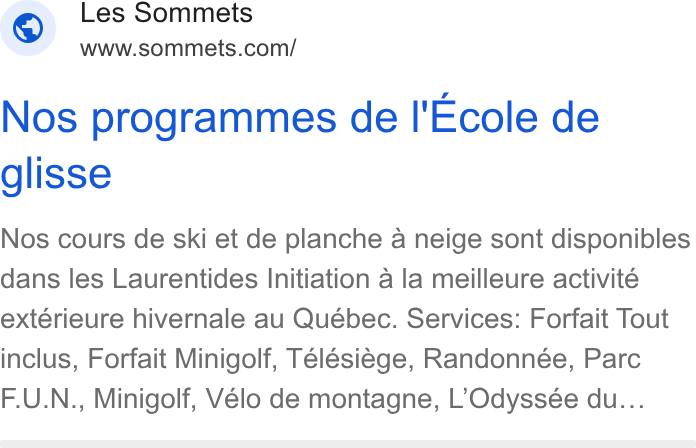 Les Sommets
www.sommets.com/
Nos programmes de l'École de
glisse
Nos cours de ski et de planche à neige sont disponibles
dans les Laurentides Initiation à la meilleure activité
extérieure hivernale au Québec. Services: Forfait Tout
inclus, Forfait Minigolf, Télésiège, Randonnée, Parc
F.U.N., Minigolf, Vélo de montagne, L’Odyssée du…